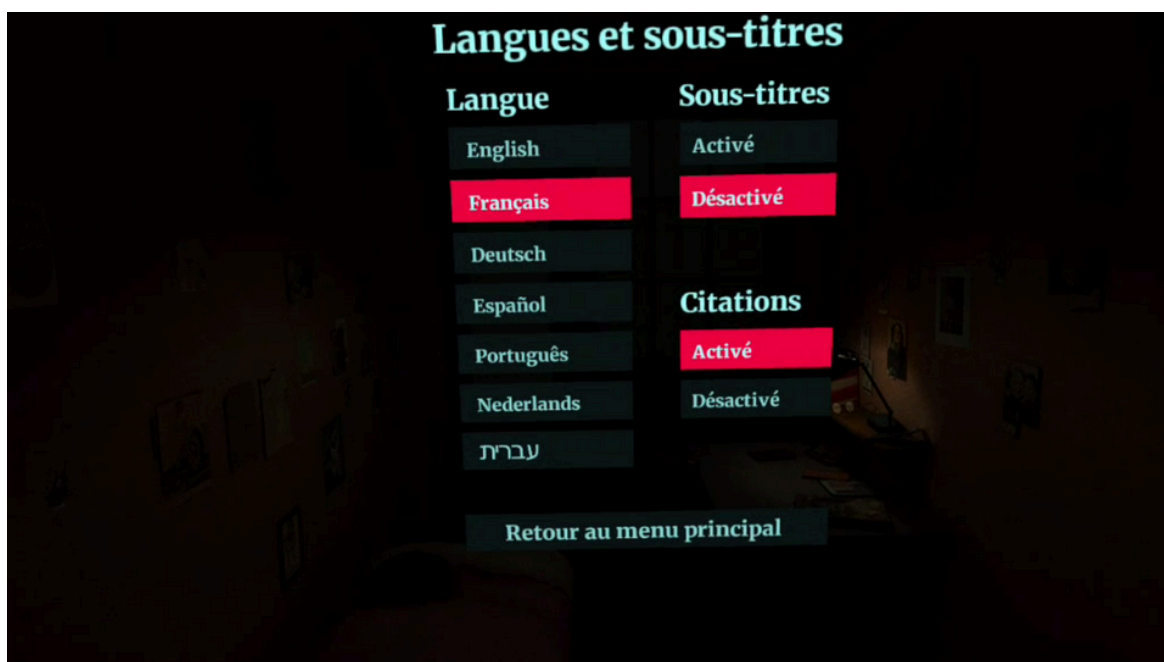 Langues et sous-titres
Langue
English
Français
Deutsch
Español
Português
Nederlands
עברית
Sous-titres
Activé
Désactivé
Citations
Activé
Désactivé
Retour au menu principal